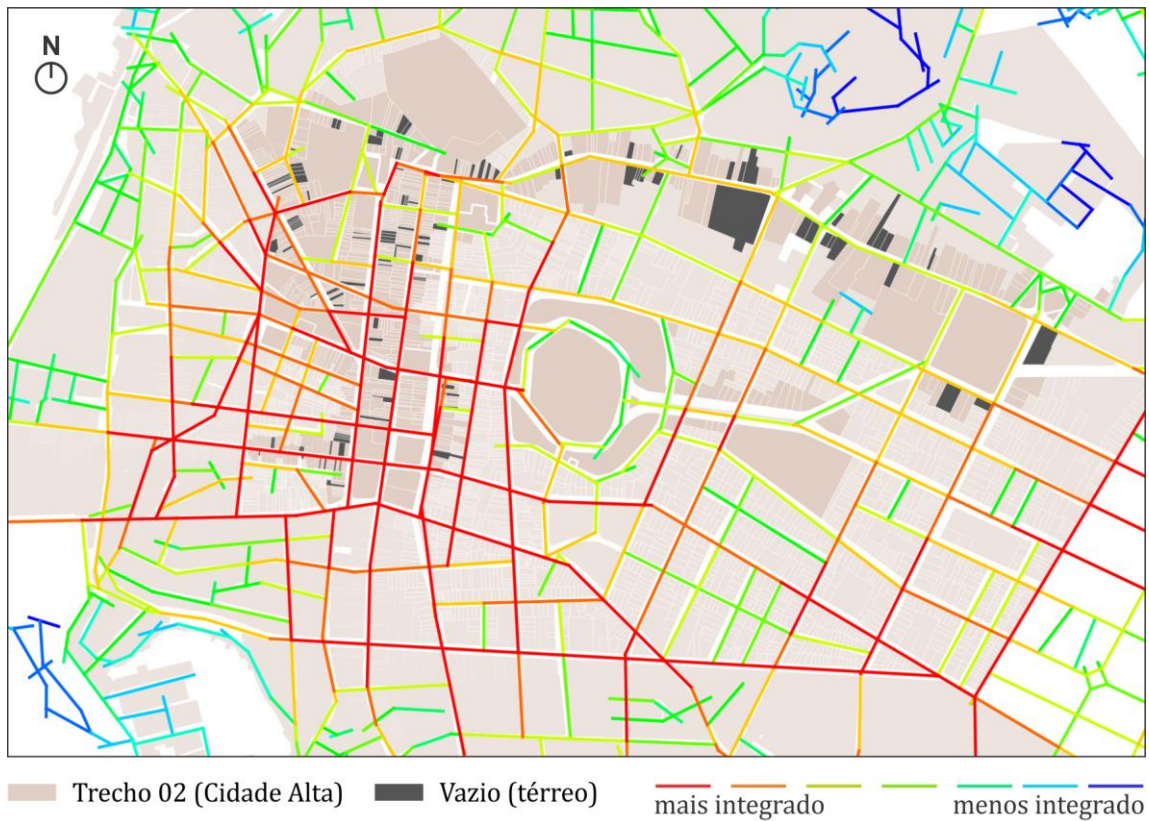 N
Trecho 02 (Cidade Alta)
Vazio (térreo)
mais integrado
menos integrado